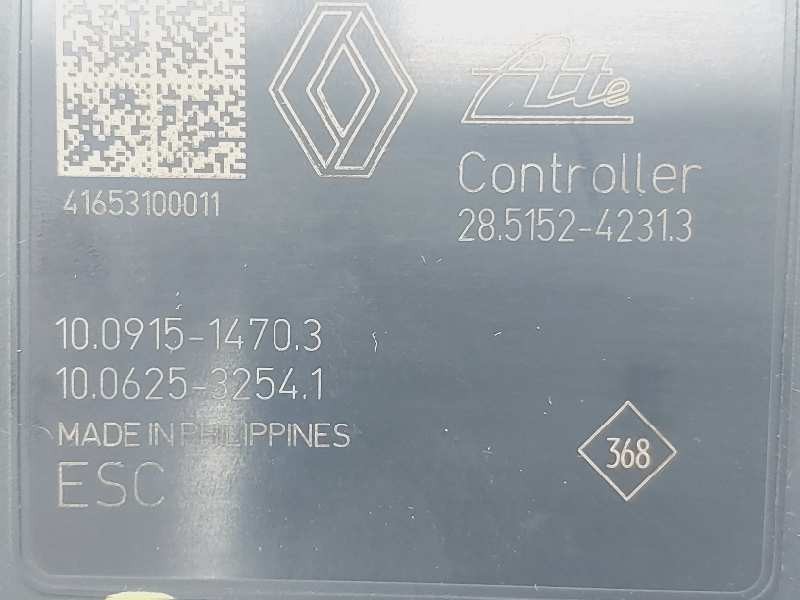 Ate
Controller
41653100011
28.5152-4231.3
10.0915-1470.3
10.0625-3254.1
MADE IN PHILIPPINES
ESC
368